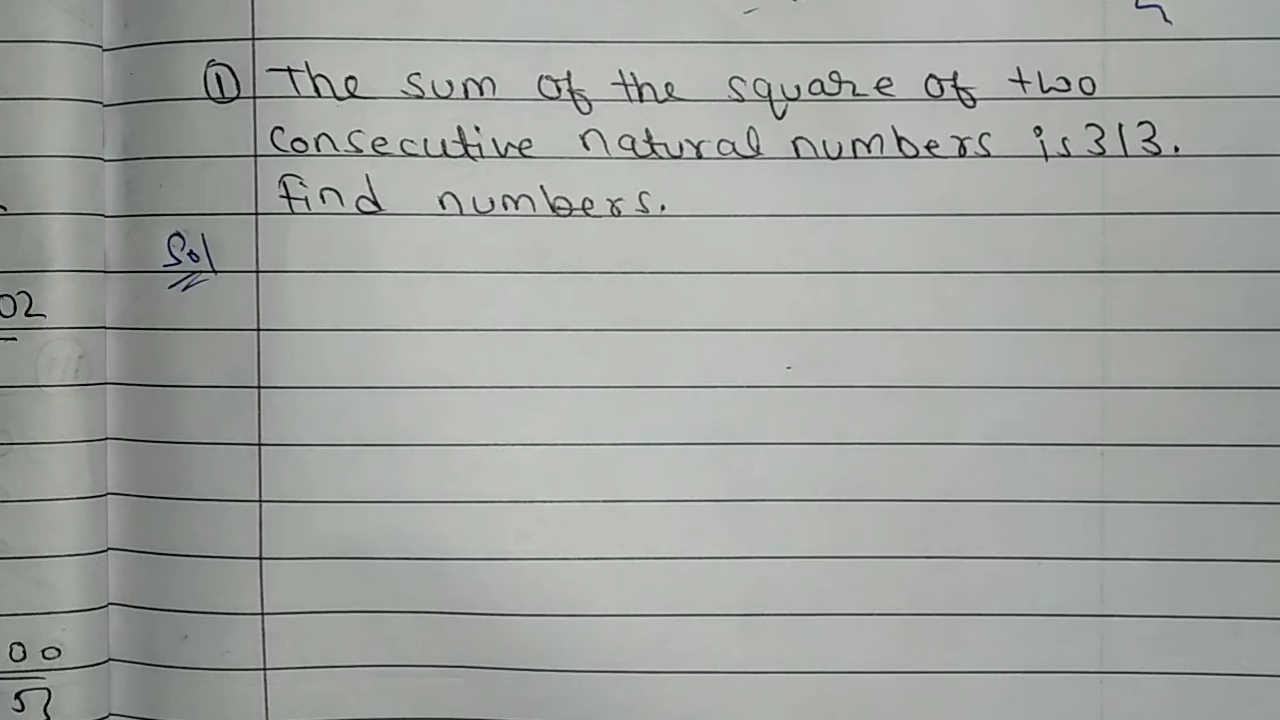 ① The sum of the square of two
consecutive natural numbers is 313.
find numbers.
Sol
02
00